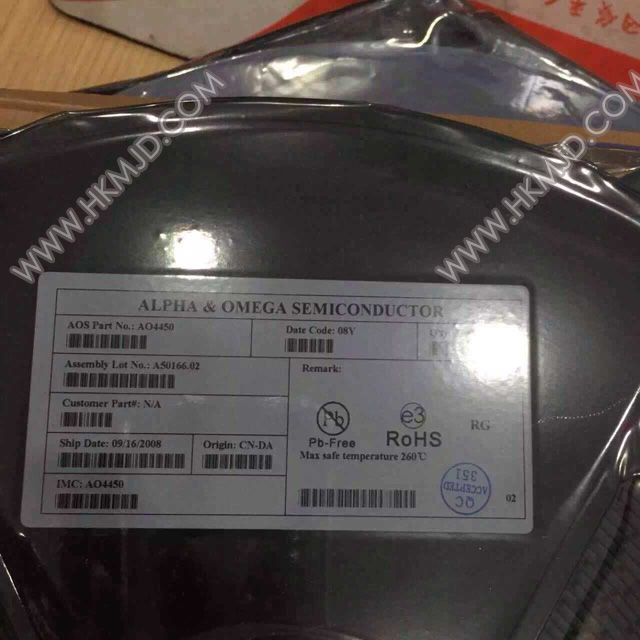 WWW.HKMJD.COM
WWW.HKMJD.COM
ALPHA & OMEGA SEMICONDUCTOR
AOS Part No.: AO4450
Date Code: 08Y
Assembly Lot No.: A50166.02
Remark:
Customer Part#: N/A
Pb
Pb-Free
e3
RoHS
RG
Max safe temperature 260℃
Ship Date: 09/16/2008
Origin: CN-DA
IMC: AO4450
QC
351
ACCEPTED
02